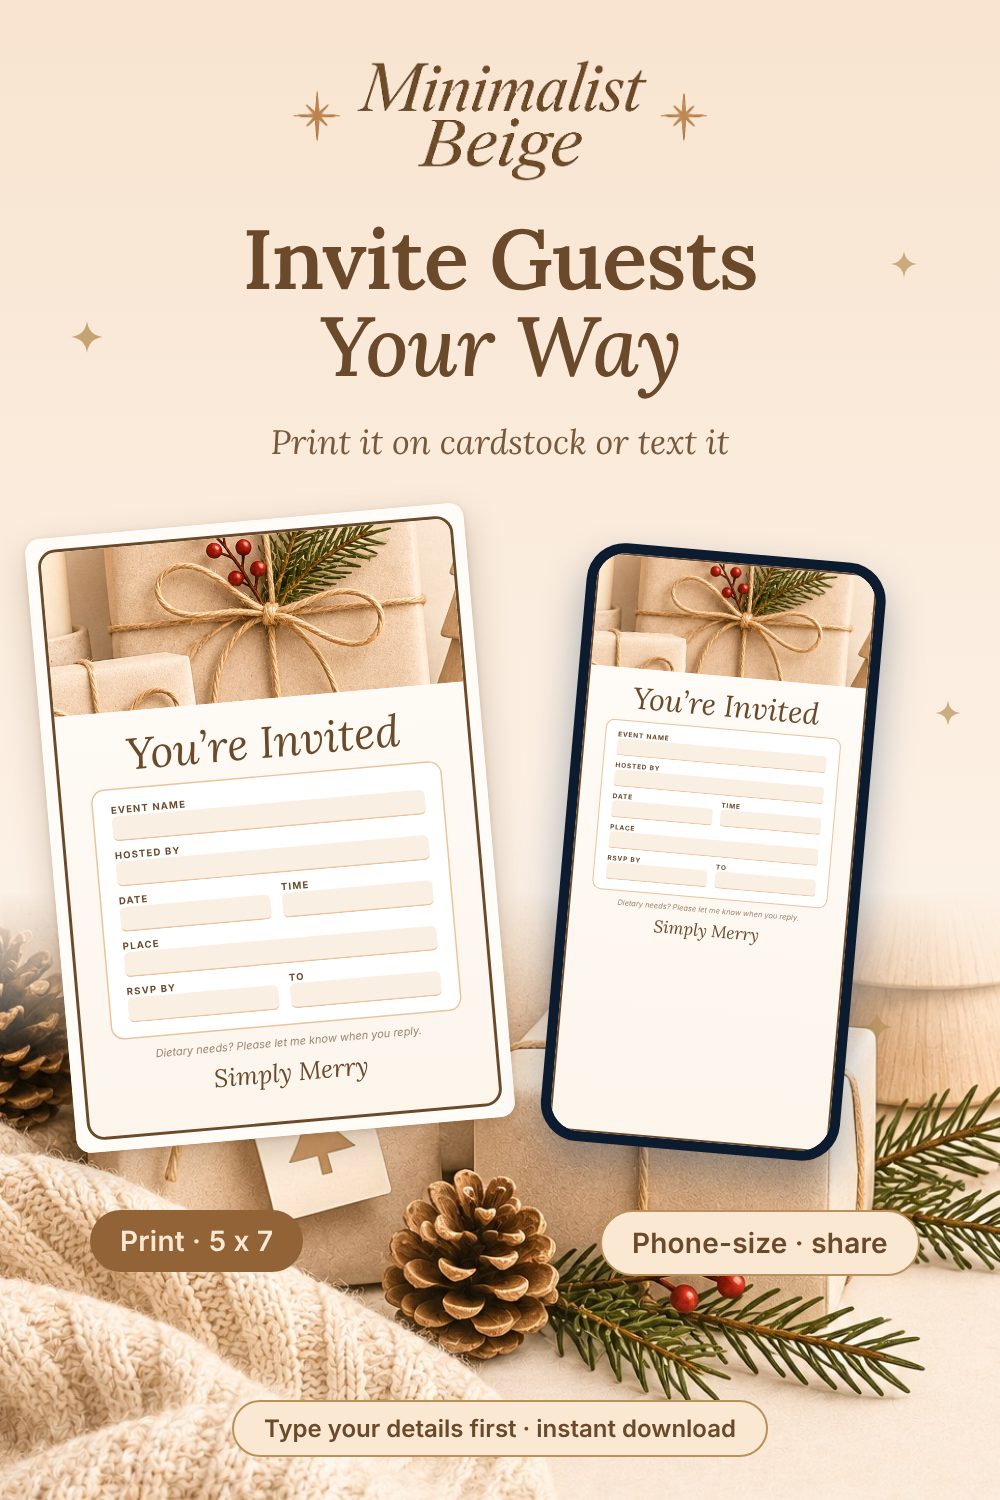 Minimalist
Beige
Invite Guests
Your Way
Print it on cardstock or text it
You're Invited
EVENT NAME
HOSTED BY
DATE TIME
PLACE
RSVP BY TO
Dietary needs? Please let me know when you reply.
Simply Merry
You're Invited
EVENT NAME
HOSTED BY
DATE TIME
PLACE
RSVP BY TO
Dietary needs? Please let me know when you reply.
Simply Merry
Print · 5 x 7
Phone-size · share
Type your details first · instant download